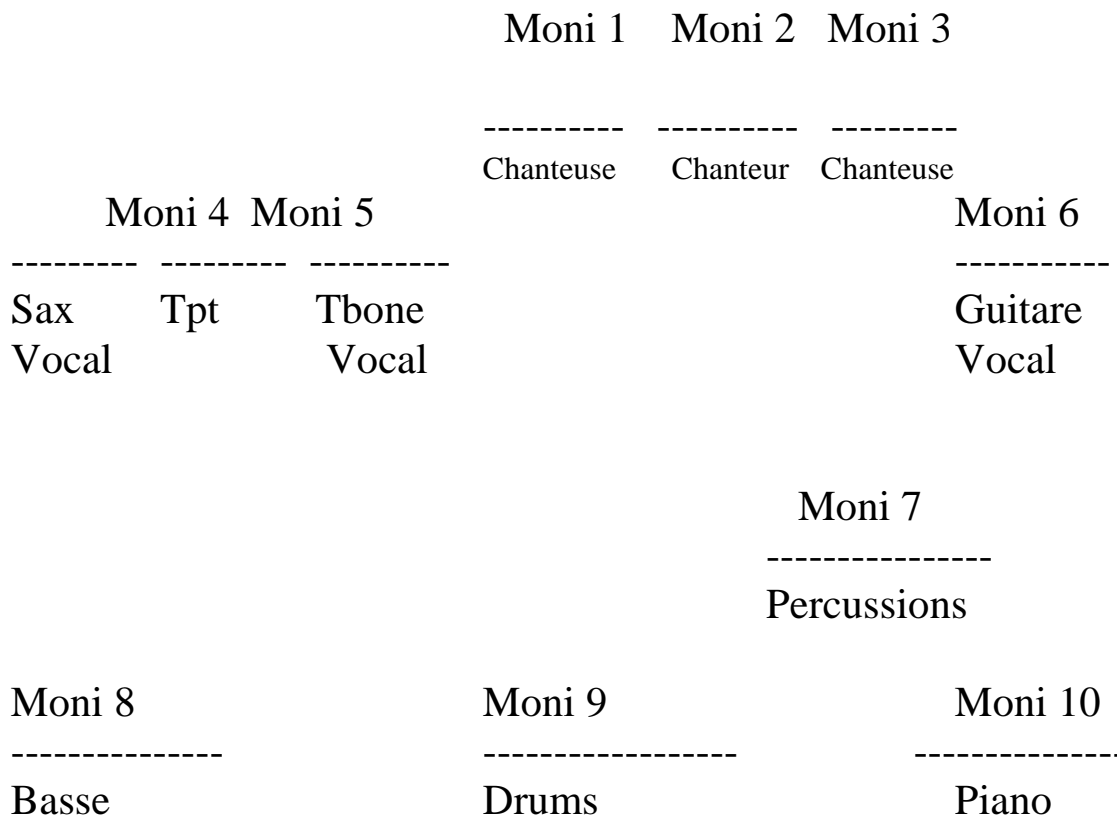 Moni 1 Moni 2 Moni 3
---------- ---------- ---------
Chanteuse Chanteur Chanteuse
Moni 4 Moni 5 Moni 6
--------- --------- ---------- -----------
Sax Tpt Tbone Guitare
Vocal Vocal Vocal
Moni 7
----------------
Percussions
Moni 8 Moni 9 Moni 10
--------------- ------------------ ---------------
Basse Drums Piano